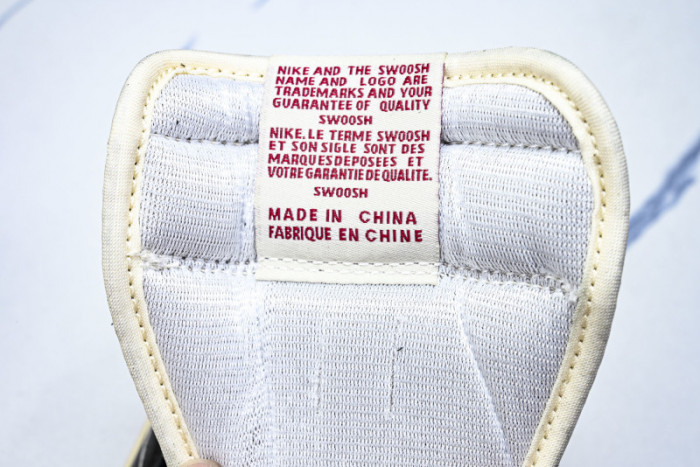 NIKE AND THE SWOOSH
NAME AND LOGO ARE
TRADEMARKS AND YOUR
GUARANTEE OF QUALITY
SWOOSH
NIKE. LE TERME SWOOSH
ET SON SIGLE SONT DES
MARQUES DEPOSEES ET
VOTRE GARANTIE DE QUALITE.
SWOOSH
MADE IN CHINA
FABRIQUE EN CHINE